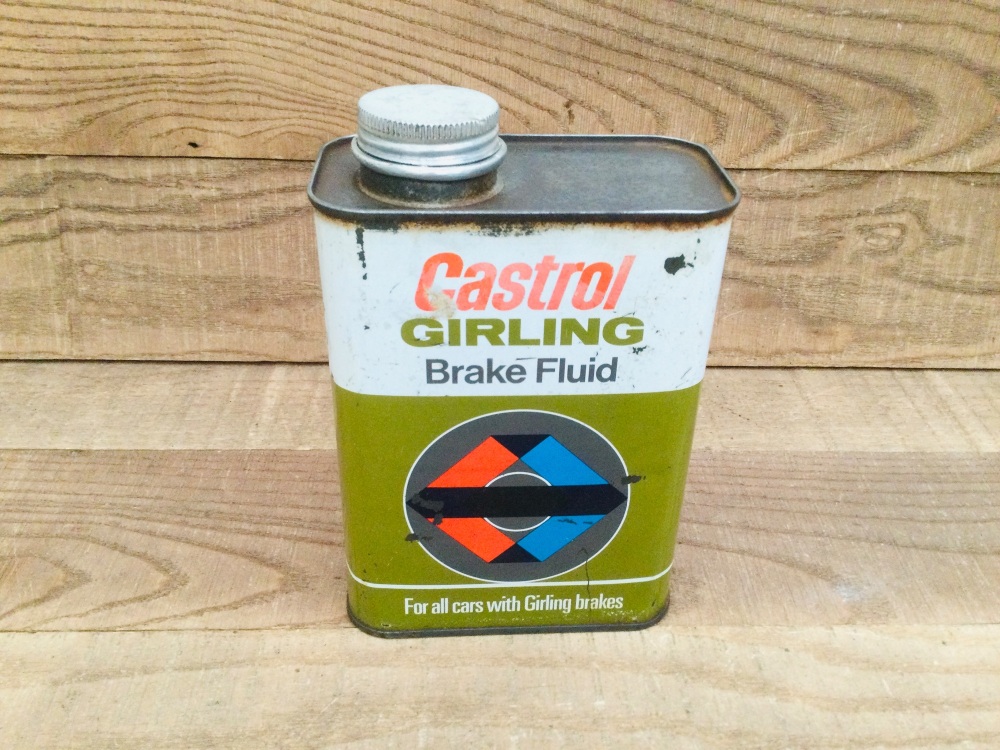 Castrol
GIRLING
Brake Fluid
For all cars with Girling brakes